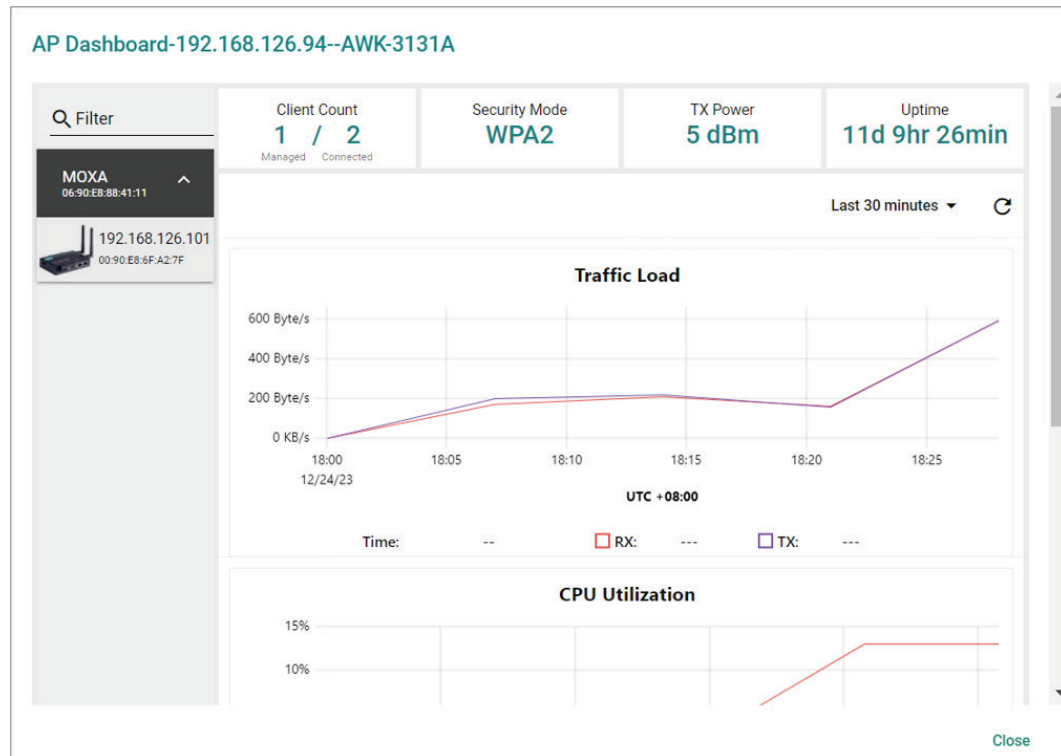 AP Dashboard-192.168.126.94--AWK-3131A
Filter
MOXA
06:90:E8:88:41:11
192.168.126.101
00:90:E8:6F:A2:7F
Client Count
1 / 2
Managed Connected
Security Mode
WPA2
TX Power
5 dBm
Uptime
11d 9hr 26min
Last 30 minutes
Traffic Load
600 Byte/s
400 Byte/s
200 Byte/s
0 KB/s
18:00 18:05 18:10 18:15 18:20 18:25
12/24/23
UTC +08:00
Time: -- RX: --- TX: ---
CPU Utilization
15%
10%
Close